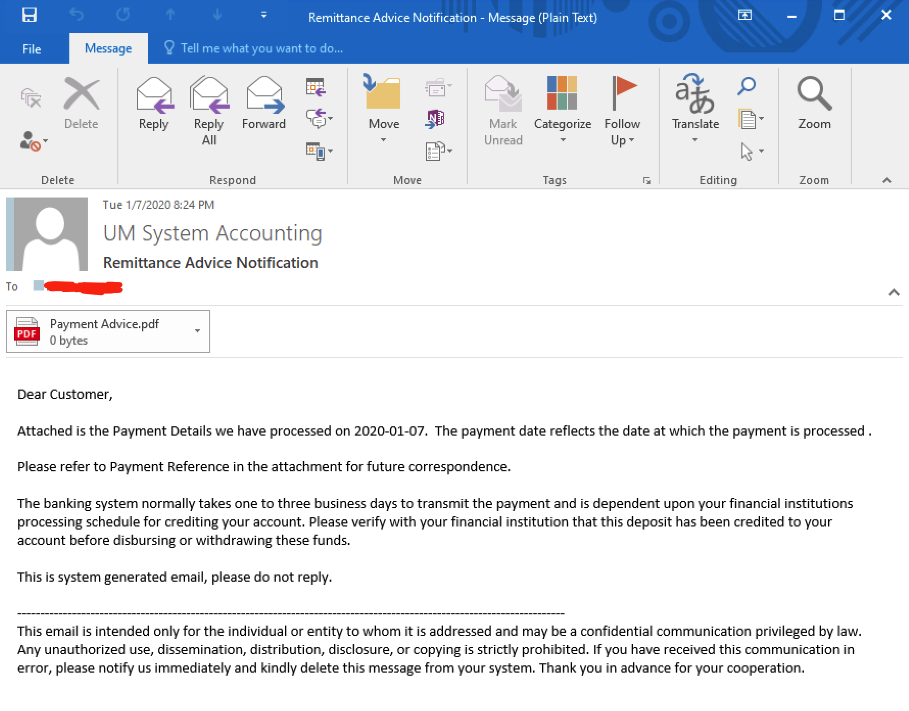 Remittance Advice Notification - Message (Plain Text)
File
Message
Tell me what you want to do...
Delete
Reply
Reply All
Forward
Move
Mark Unread
Categorize
Follow Up
Translate
Zoom
Delete
Respond
Move
Tags
Editing
Zoom
Tue 1/7/2020 8:24 PM
UM System Accounting
Remittance Advice Notification
To
PDF
Payment Advice.pdf
0 bytes
Dear Customer,
Attached is the Payment Details we have processed on 2020-01-07.  The payment date reflects the date at which the payment is processed .
Please refer to Payment Reference in the attachment for future correspondence.
The banking system normally takes one to three business days to transmit the payment and is dependent upon your financial institutions
processing schedule for crediting your account. Please verify with your financial institution that this deposit has been credited to your
account before disbursing or withdrawing these funds.
This is system generated email, please do not reply.
------------------------------------------------------------------------------------------------------------------------
This email is intended only for the individual or entity to whom it is addressed and may be a confidential communication privileged by law.
Any unauthorized use, dissemination, distribution, disclosure, or copying is strictly prohibited. If you have received this communication in
error, please notify us immediately and kindly delete this message from your system. Thank you in advance for your cooperation.